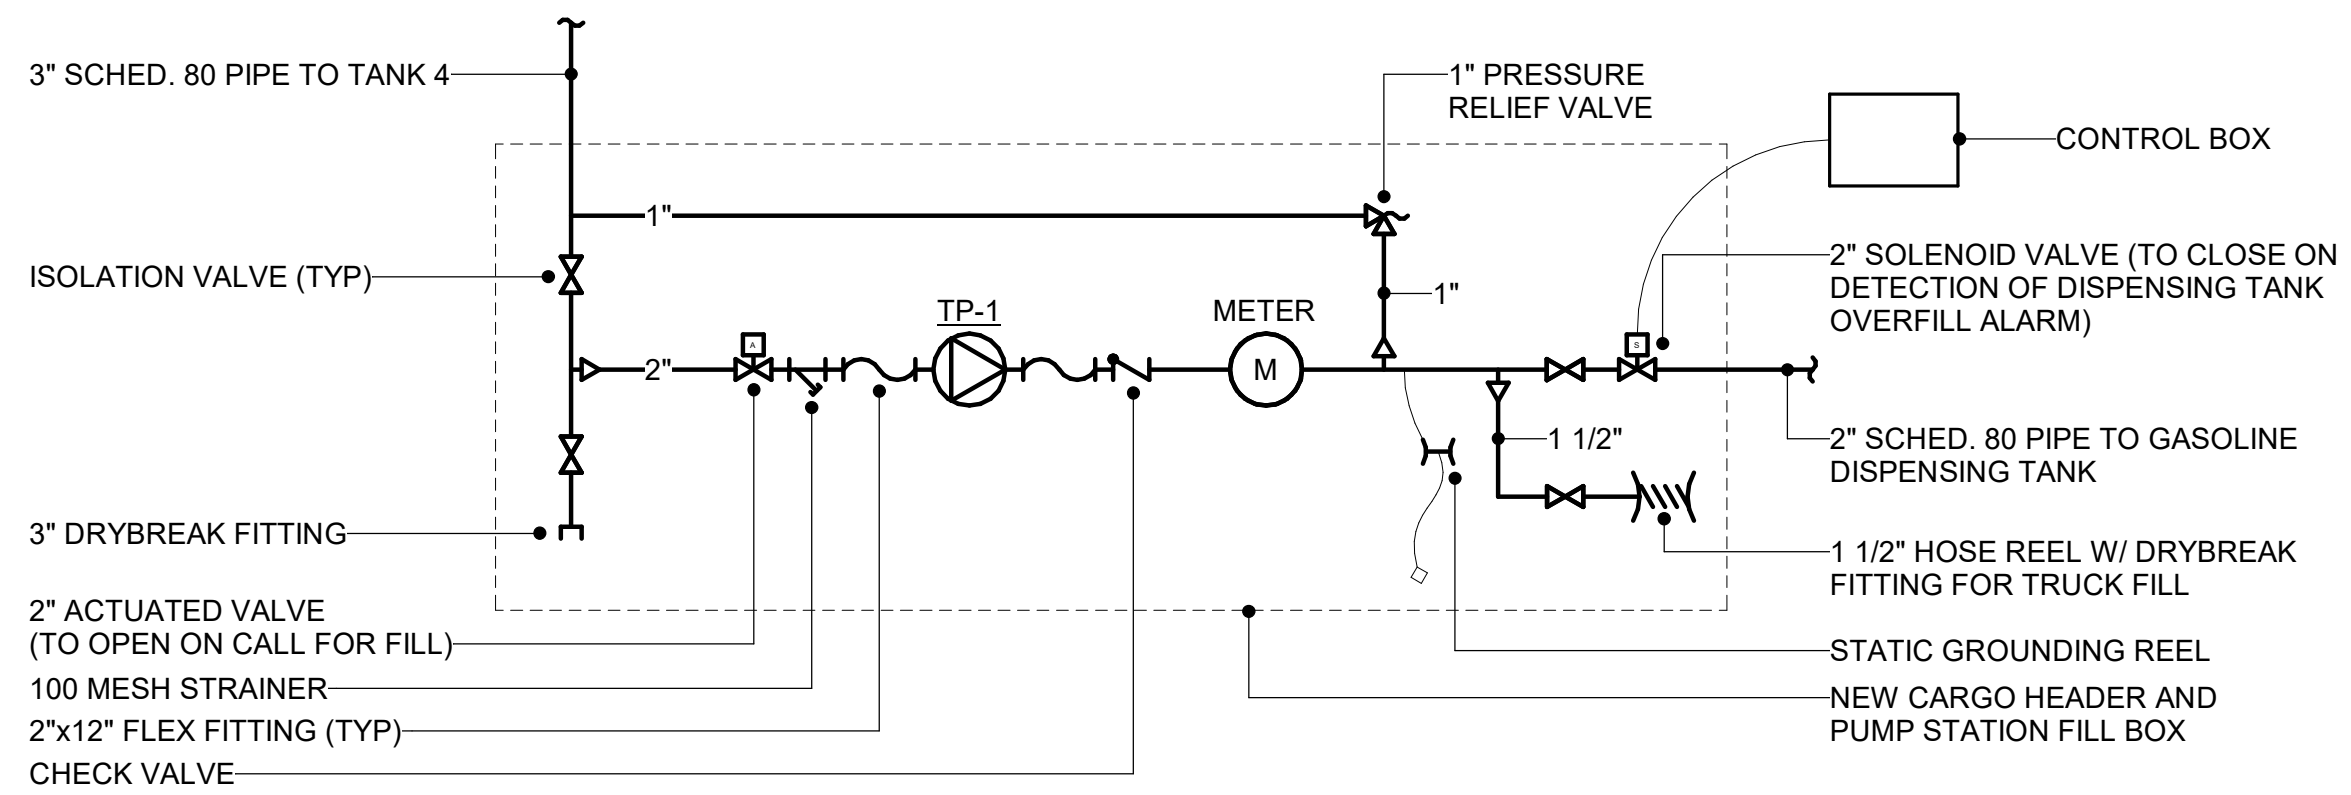 3" SCHED. 80 PIPE TO TANK 4
1" PRESSURE
RELIEF VALVE
CONTROL BOX
1"
ISOLATION VALVE (TYP)
2" SOLENOID VALVE (TO CLOSE ON
DETECTION OF DISPENSING TANK
OVERFILL ALARM)
1"
TP-1
METER
A
S
2"
M
1 1/2"
2" SCHED. 80 PIPE TO GASOLINE
DISPENSING TANK
3" DRYBREAK FITTING
1 1/2" HOSE REEL W/ DRYBREAK
FITTING FOR TRUCK FILL
2" ACTUATED VALVE
(TO OPEN ON CALL FOR FILL)
STATIC GROUNDING REEL
100 MESH STRAINER
NEW CARGO HEADER AND
PUMP STATION FILL BOX
2"x12" FLEX FITTING (TYP)
CHECK VALVE